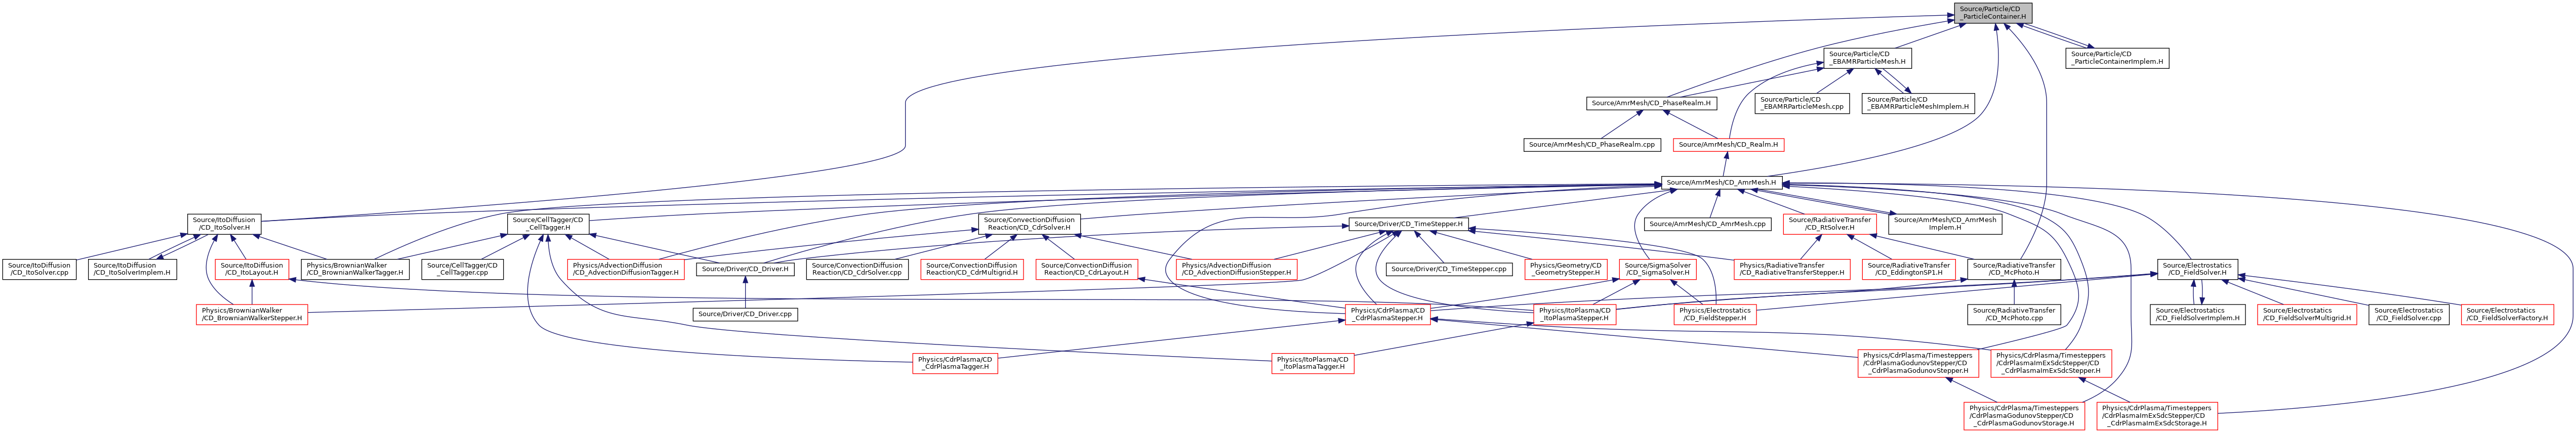 Source/Particle/CD
_ParticleContainer.H
Source/Particle/CD
_EBAMRParticleMesh.H
Source/Particle/CD
_ParticleContainerImplem.H
Source/AmrMesh/CD_PhaseRealm.H
Source/Particle/CD
_EBAMRParticleMesh.cpp
Source/Particle/CD
_EBAMRParticleMeshImplem.H
Source/AmrMesh/CD_PhaseRealm.cpp
Source/AmrMesh/CD_Realm.H
Source/AmrMesh/CD_AmrMesh.H
Source/ItoDiffusion
/CD_ItoSolver.H
Source/CellTagger/CD
_CellTagger.H
Source/ConvectionDiffusion
Reaction/CD_CdrSolver.H
Source/Driver/CD_TimeStepper.H
Source/AmrMesh/CD_AmrMesh.cpp
Source/RadiativeTransfer
/CD_RtSolver.H
Source/AmrMesh/CD_AmrMesh
Implem.H
Source/ItoDiffusion
/CD_ItoSolver.cpp
Source/ItoDiffusion
/CD_ItoSolverImplem.H
Source/ItoDiffusion
/CD_ItoLayout.H
Physics/BrownianWalker
/CD_BrownianWalkerTagger.H
Source/CellTagger/CD
_CellTagger.cpp
Physics/AdvectionDiffusion
/CD_AdvectionDiffusionTagger.H
Source/Driver/CD_Driver.H
Source/ConvectionDiffusion
Reaction/CD_CdrSolver.cpp
Source/ConvectionDiffusion
Reaction/CD_CdrMultigrid.H
Source/ConvectionDiffusion
Reaction/CD_CdrLayout.H
Physics/AdvectionDiffusion
/CD_AdvectionDiffusionStepper.H
Source/Driver/CD_TimeStepper.cpp
Physics/Geometry/CD
_GeometryStepper.H
Source/SigmaSolver
/CD_SigmaSolver.H
Physics/RadiativeTransfer
/CD_RadiativeTransferStepper.H
Source/RadiativeTransfer
/CD_EddingtonSP1.H
Source/RadiativeTransfer
/CD_McPhoto.H
Source/Electrostatics
/CD_FieldSolver.H
Physics/BrownianWalker
/CD_BrownianWalkerStepper.H
Source/Driver/CD_Driver.cpp
Physics/CdrPlasma/CD
_CdrPlasmaStepper.H
Physics/ItoPlasma/CD
_ItoPlasmaStepper.H
Physics/Electrostatics
/CD_FieldStepper.H
Source/RadiativeTransfer
/CD_McPhoto.cpp
Source/Electrostatics
/CD_FieldSolverImplem.H
Source/Electrostatics
/CD_FieldSolverMultigrid.H
Source/Electrostatics
/CD_FieldSolver.cpp
Source/Electrostatics
/CD_FieldSolverFactory.H
Physics/CdrPlasma/CD
_CdrPlasmaTagger.H
Physics/ItoPlasma/CD
_ItoPlasmaTagger.H
Physics/CdrPlasma/Timesteppers
/CdrPlasmaGodunovStepper/CD
_CdrPlasmaGodunovStepper.H
Physics/CdrPlasma/Timesteppers
/CdrPlasmaImExSdcStepper/CD
_CdrPlasmaImExSdcStepper.H
Physics/CdrPlasma/Timesteppers
/CdrPlasmaGodunovStepper/CD
_CdrPlasmaGodunovStorage.H
Physics/CdrPlasma/Timesteppers
/CdrPlasmaImExSdcStepper/CD
_CdrPlasmaImExSdcStorage.H